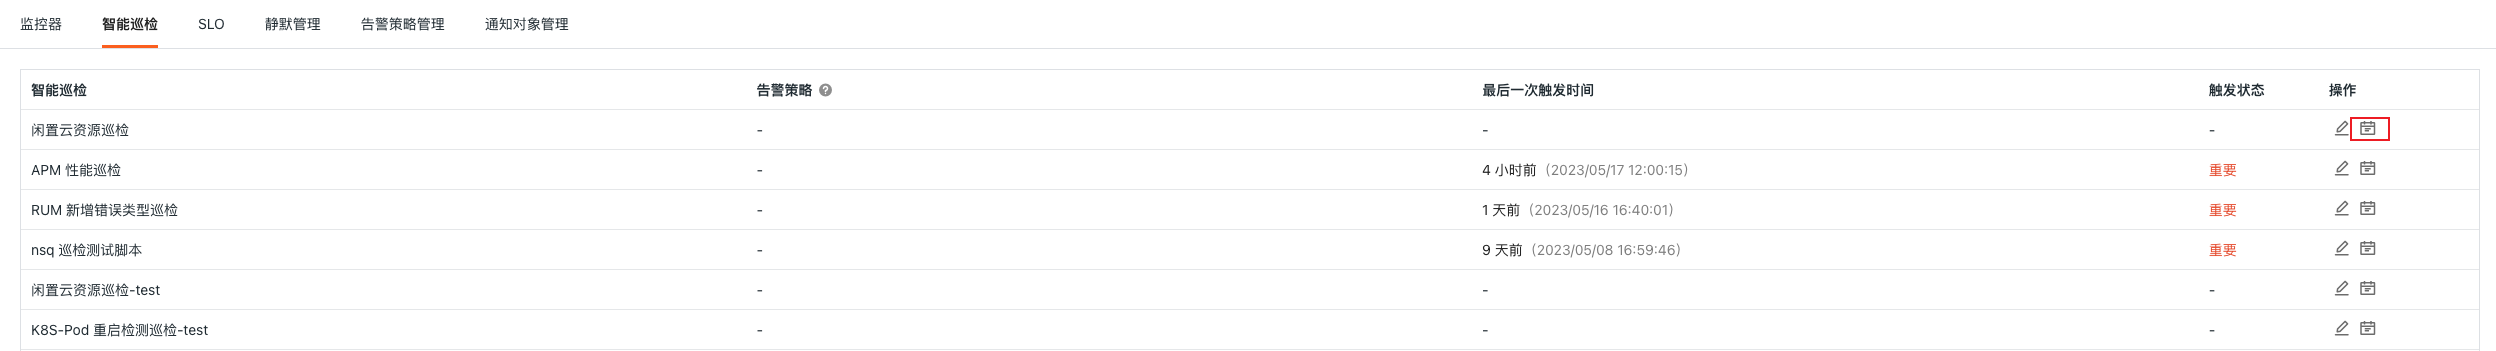 监控器 智能巡检 SLO 静默管理 告警策略管理 通知对象管理
智能巡检 告警策略 ? 最后一次触发时间 触发状态 操作
闲置云资源巡检 - - -
APM 性能巡检 - 4 小时前（2023/05/17 12:00:15） 重要
RUM 新增错误类型巡检 - 1 天前（2023/05/16 16:40:01） 重要
nsq 巡检测试脚本 - 9 天前（2023/05/08 16:59:46） 重要
闲置云资源巡检-test - - -
K8S-Pod 重启检测巡检-test - - -